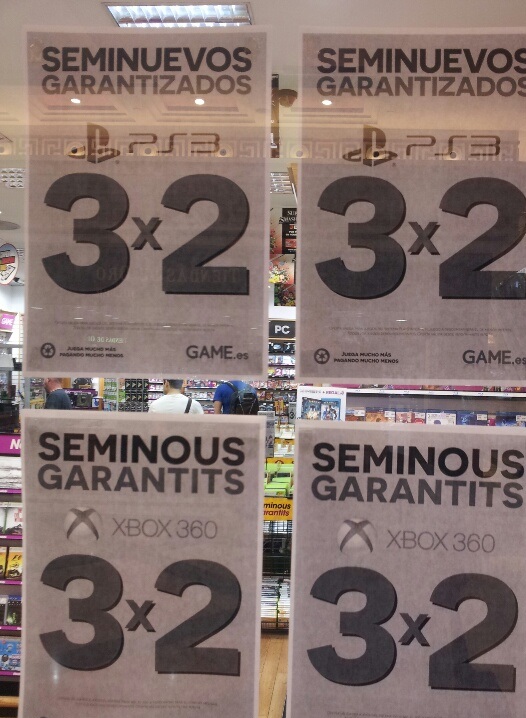 SEMINUEVOS
GARANTIZADOS
PS3
3x2
JUEGA MUCHO MÁS
PAGANDO MUCHO MENOS
GAME.es
SEMINUEVOS
GARANTIZADOS
PS3
3x2
JUEGA MUCHO MÁS
PAGANDO MUCHO MENOS
GAME.es
PC
SEMINOUS
GARANTITS
XBOX 360
3x2
SEMINOUS
GARANTITS
XBOX 360
3x2